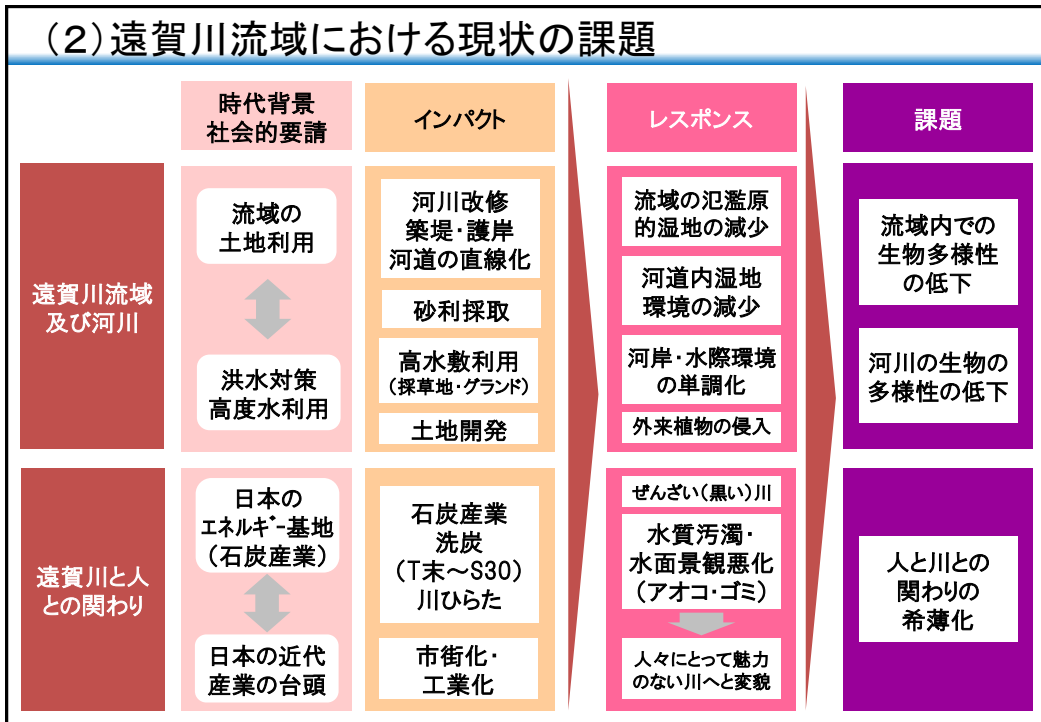 (2)遠賀川流域における現状の課題
時代背景
社会的要請
インパクト
レスポンス
課題
遠賀川流域
及び河川
流域の
土地利用
洪水対策
高度水利用
河川改修
築堤・護岸
河道の直線化
砂利採取
高水敷利用
(採草地・グランド)
土地開発
流域の氾濫原
的湿地の減少
河道内湿地
環境の減少
河岸・水際環境
の単調化
外来植物の侵入
流域内での
生物多様性
の低下
河川の生物の
多様性の低下
遠賀川と人
との関わり
日本の
エネルギー基地
(石炭産業)
日本の近代
産業の台頭
石炭産業
洗炭
(T末~S30)
川ひらた
市街化・
工業化
ぜんざい(黒い)川
水質汚濁・
水面景観悪化
(アオコ・ゴミ)
人々にとって魅力
のない川へと変貌
人と川との
関わりの
希薄化